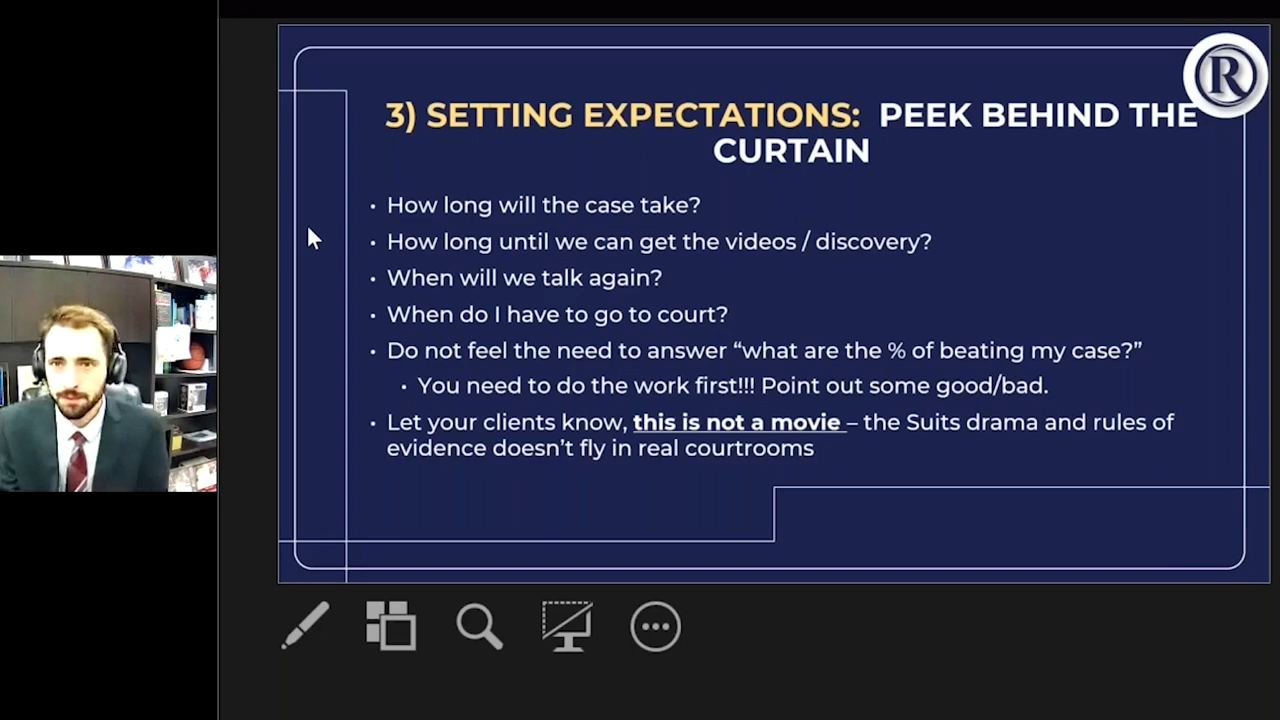 R
3) SETTING EXPECTATIONS: PEEK BEHIND THE
CURTAIN
• How long will the case take?
• How long until we can get the videos / discovery?
• When will we talk again?
• When do I have to go to court?
• Do not feel the need to answer “what are the % of beating my case?”
• You need to do the work first!!! Point out some good/bad.
• Let your clients know, this is not a movie – the Suits drama and rules of
evidence doesn’t fly in real courtrooms